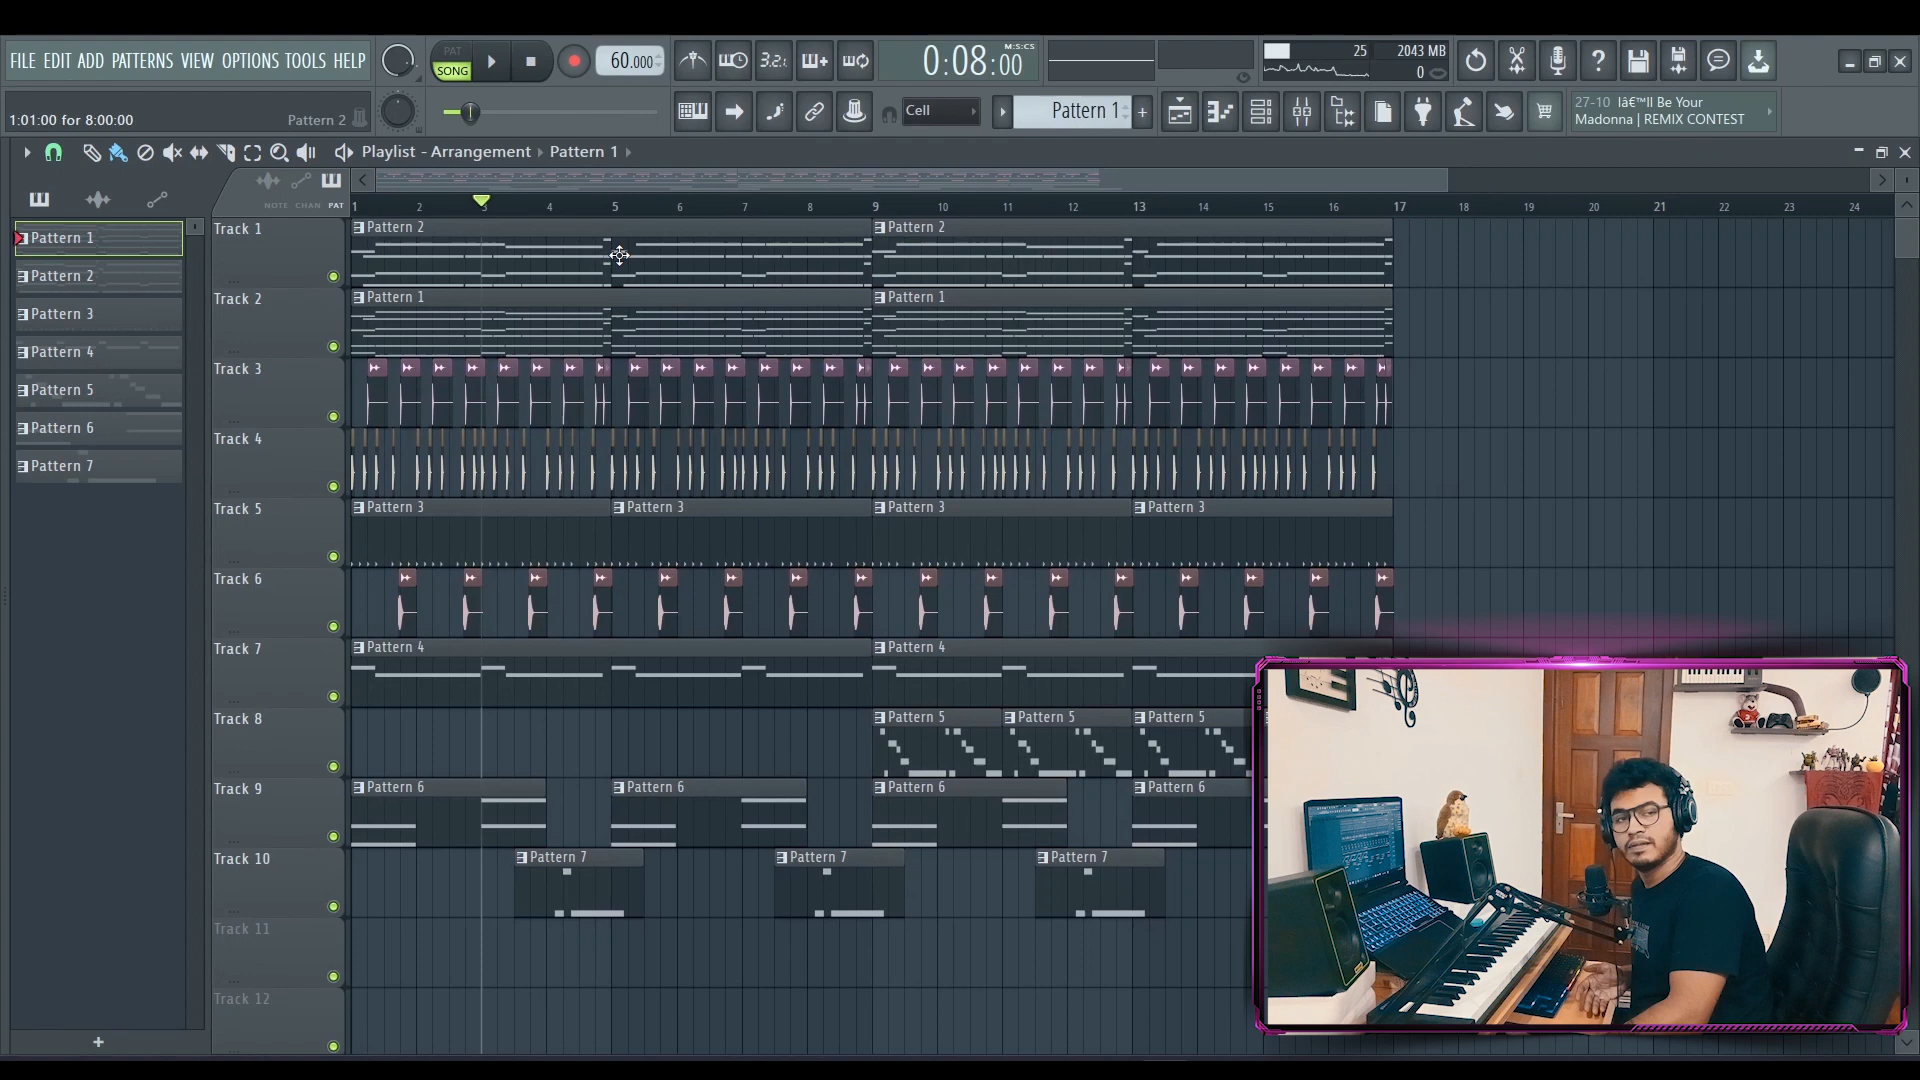 FILE EDIT ADD PATTERNS VIEW OPTIONS TOOLS HELP
PAT
SONG
60.000
3.2.1
0:08:00
M:S:CS
25
2043 MB
0
1:01:00 for 8:00:00
Pattern 2
Cell
Pattern 1
27-10 Iâ€™ll Be Your
Madonna | REMIX CONTEST
Playlist - Arrangement
Pattern 1
NOTE CHAN PAT
1 2 3 4 5 6 7 8 9 10 11 12 13 14 15 16 17 18 19 20 21 22 23 24
Pattern 1
Pattern 2
Pattern 3
Pattern 4
Pattern 5
Pattern 6
Pattern 7
Track 1
Pattern 2
Pattern 2
Track 2
Pattern 1
Pattern 1
Track 3
Track 4
Track 5
Pattern 3
Pattern 3
Pattern 3
Pattern 3
Track 6
Track 7
Pattern 4
Pattern 4
Track 8
Pattern 5
Pattern 5
Pattern 5
Track 9
Pattern 6
Pattern 6
Pattern 6
Pattern 6
Track 10
Pattern 7
Pattern 7
Pattern 7
Track 11
Track 12